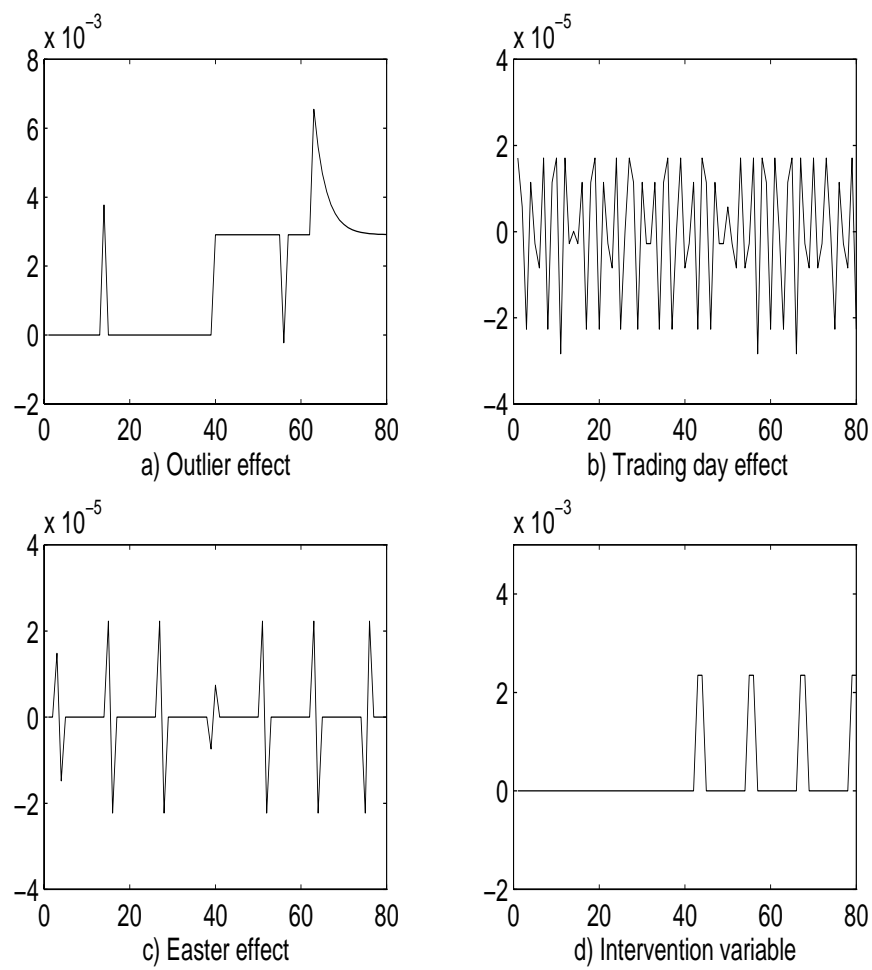 x 10−3
8
6
4
2
0
−2
0 20 40 60 80
a) Outlier effect
x 10−5
4
2
0
−2
−4
0 20 40 60 80
b) Trading day effect
x 10−5
4
2
0
−2
−4
0 20 40 60 80
c) Easter effect
x 10−3
4
2
0
−2
0 20 40 60 80
d) Intervention variable